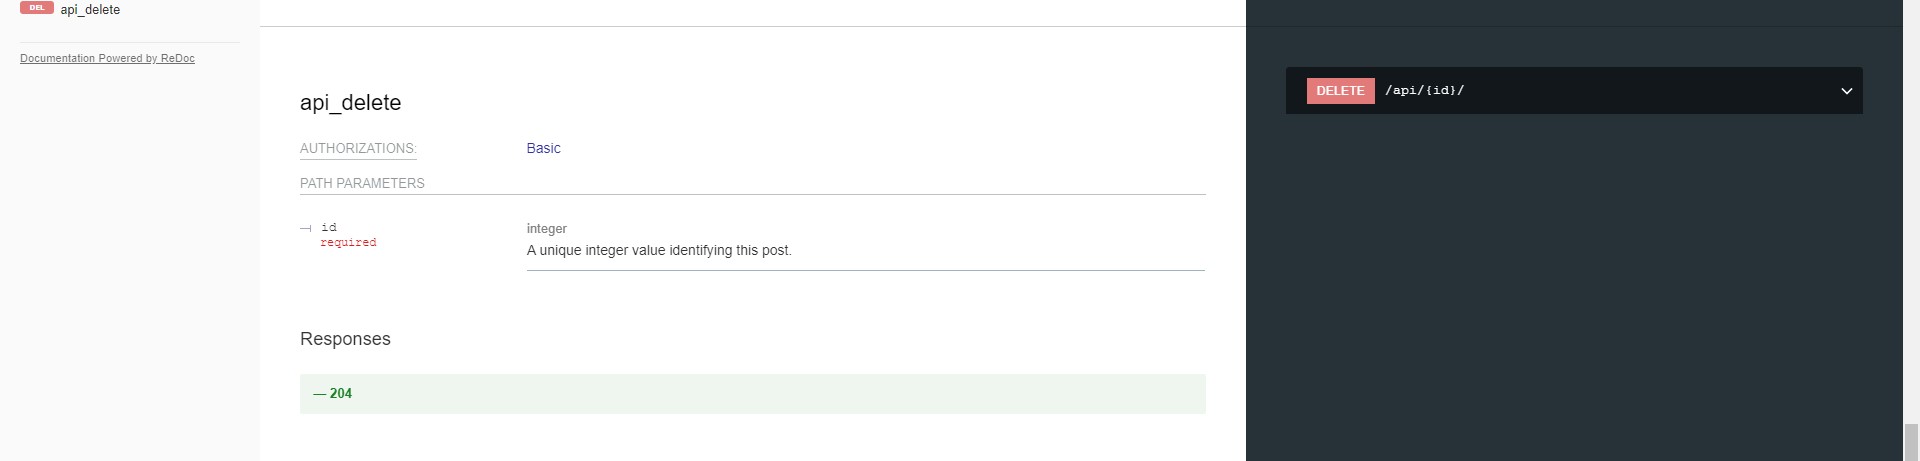 DEL api_delete
Documentation Powered by ReDoc
api_delete
AUTHORIZATIONS: Basic
PATH PARAMETERS
id integer
required
A unique integer value identifying this post.
Responses
— 204
DELETE /api/{id}/